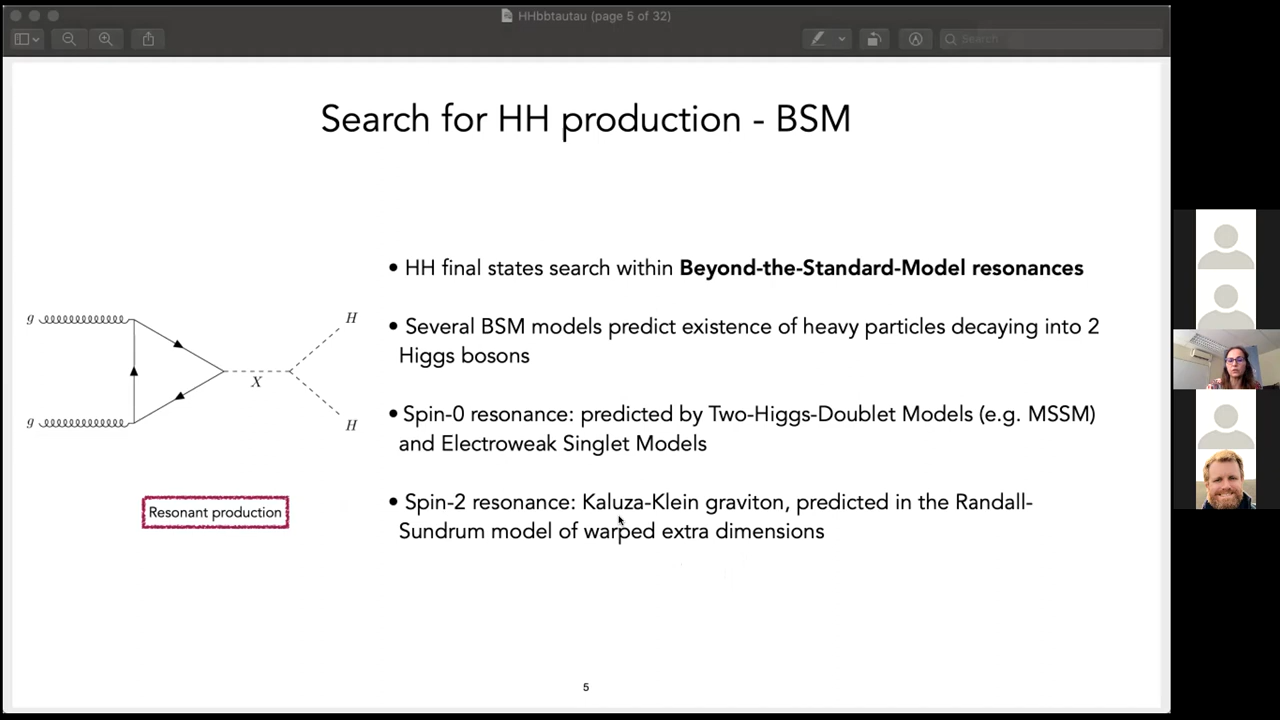 HHbbtautau (page 5 of 32)
Search
Search for HH production - BSM
• HH final states search within Beyond-the-Standard-Model resonances
• Several BSM models predict existence of heavy particles decaying into 2
Higgs bosons
• Spin-0 resonance: predicted by Two-Higgs-Doublet Models (e.g. MSSM)
and Electroweak Singlet Models
• Spin-2 resonance: Kaluza-Klein graviton, predicted in the Randall-
Sundrum model of warped extra dimensions
g
H
X
g
H
Resonant production
5